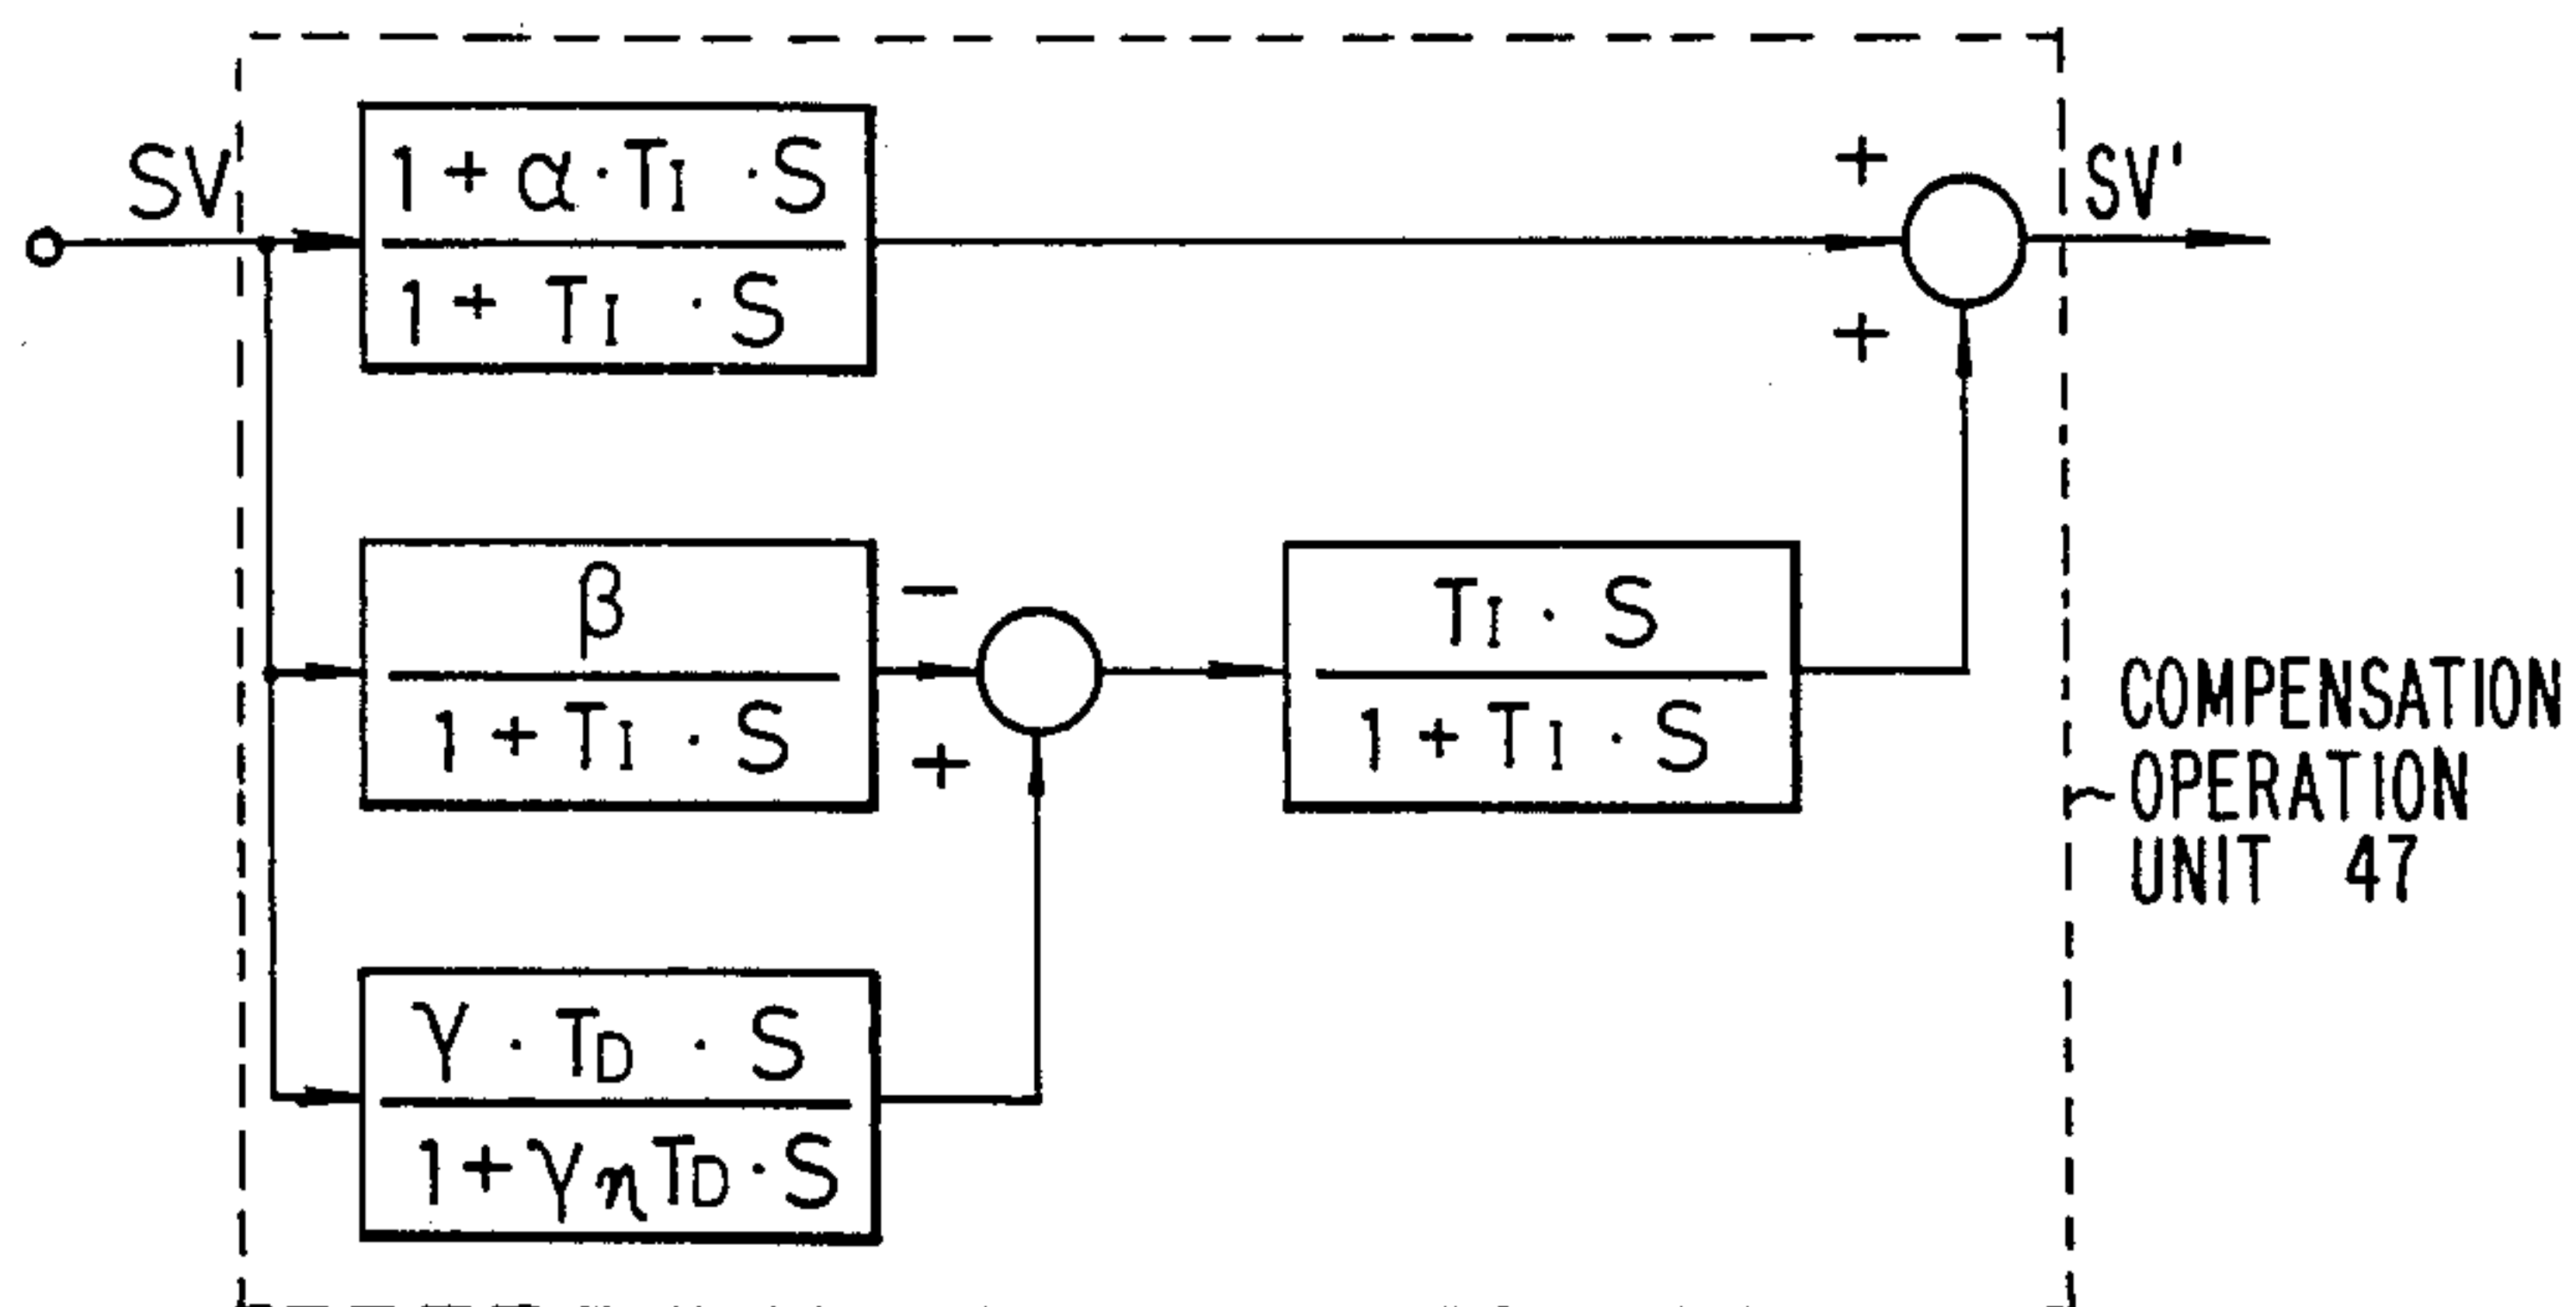 SV
1 + α · TI · S
1 + TI · S
+
+
SV'
β
1 + TI · S
−
+
TI · S
1 + TI · S
γ · TD · S
1 + γηTD · S
COMPENSATION
OPERATION
UNIT 47